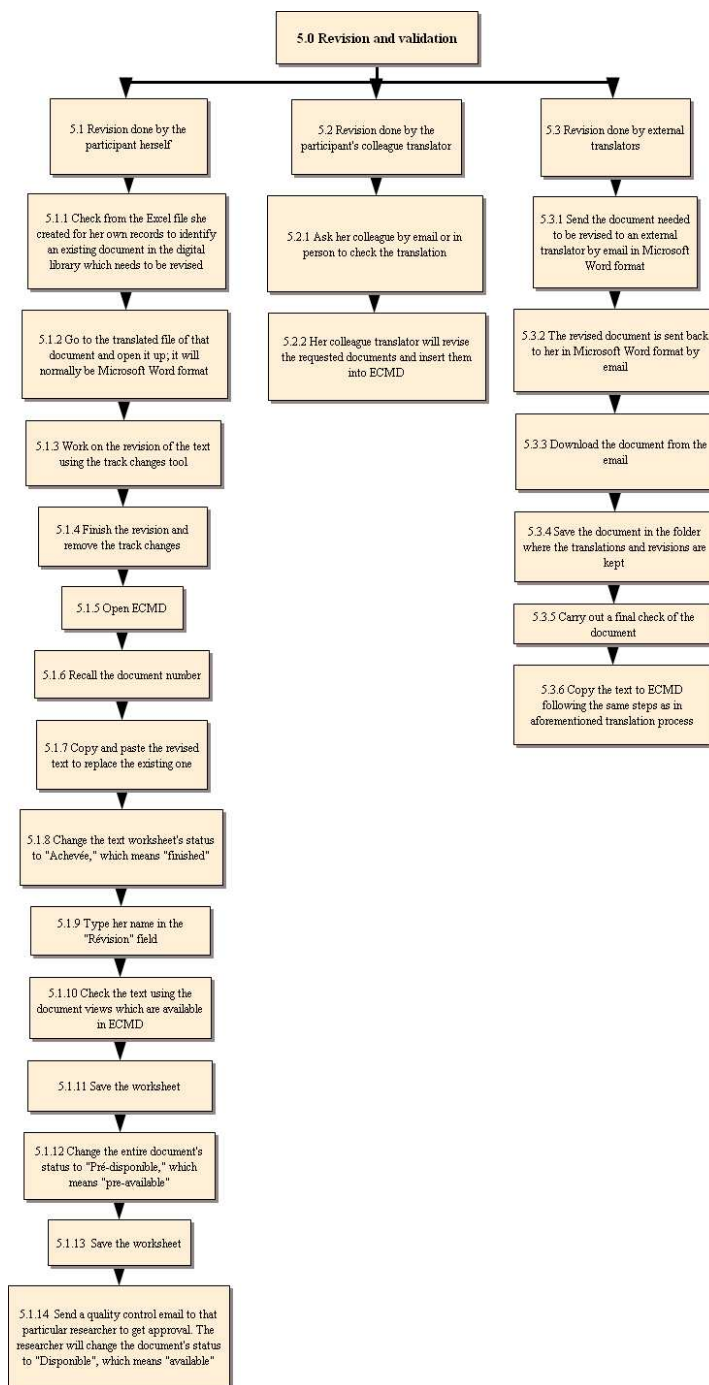 5.0 Revision and validation
5.1 Revision done by the
participant herself
5.1.1 Check from the Excel file she
created for her own records to identify
an existing document in the digital
library which needs to be revised
5.1.2 Go to the translated file of that
document and open it up; it will
normally be Microsoft Word format
5.1.3 Work on the revision of the text
using the track changes tool
5.1.4 Finish the revision and
remove the track changes
5.1.5 Open ECMD
5.1.6 Recall the document number
5.1.7 Copy and paste the revised
text to replace the existing one
5.1.8 Change the text worksheet's status
to "Achevée," which means "finished"
5.1.9 Type her name in the
"Révision" field
5.1.10 Check the text using the
document views which are available
in ECMD
5.1.11 Save the worksheet
5.1.12 Change the entire document's
status to "Pré-disponible," which
means "pre-available"
5.1.13 Save the worksheet
5.1.14 Send a quality control email to that
particular researcher to get approval. The
researcher will change the document's status
to "Disponible", which means "available"
5.2 Revision done by the
participant's colleague translator
5.2.1 Ask her colleague by email or in
person to check the translation
5.2.2 Her colleague translator will revise
the requested documents and insert them
into ECMD
5.3 Revision done by external
translators
5.3.1 Send the document needed
to be revised to an external
translator by email in Microsoft
Word format
5.3.2 The revised document is sent back
to her in Microsoft Word format by
email
5.3.3 Download the document from the
email
5.3.4 Save the document in the folder
where the translations and revisions are
kept
5.3.5 Carry out a final check of the
document
5.3.6 Copy the text to ECMD
following the same steps as in
aforementioned translation process